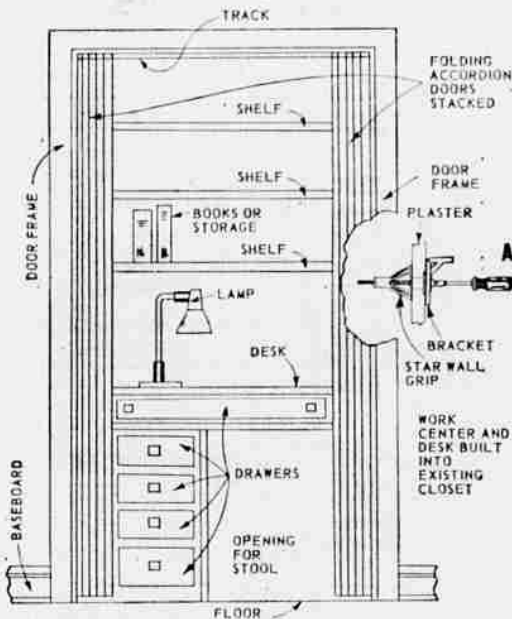 TRACK
FOLDING
ACCORDION
DOORS
STACKED
SHELF
SHELF
DOOR
FRAME
BOOKS OR
STORAGE
PLASTER
DOOR FRAME
SHELF
A
LAMP
BRACKET
STAR WALL
GRIP
DESK
WORK
CENTER AND
DESK BUILT
INTO
EXISTING
CLOSET
DRAWERS
BASEBOARD
OPENING
FOR
STOOL
FLOOR